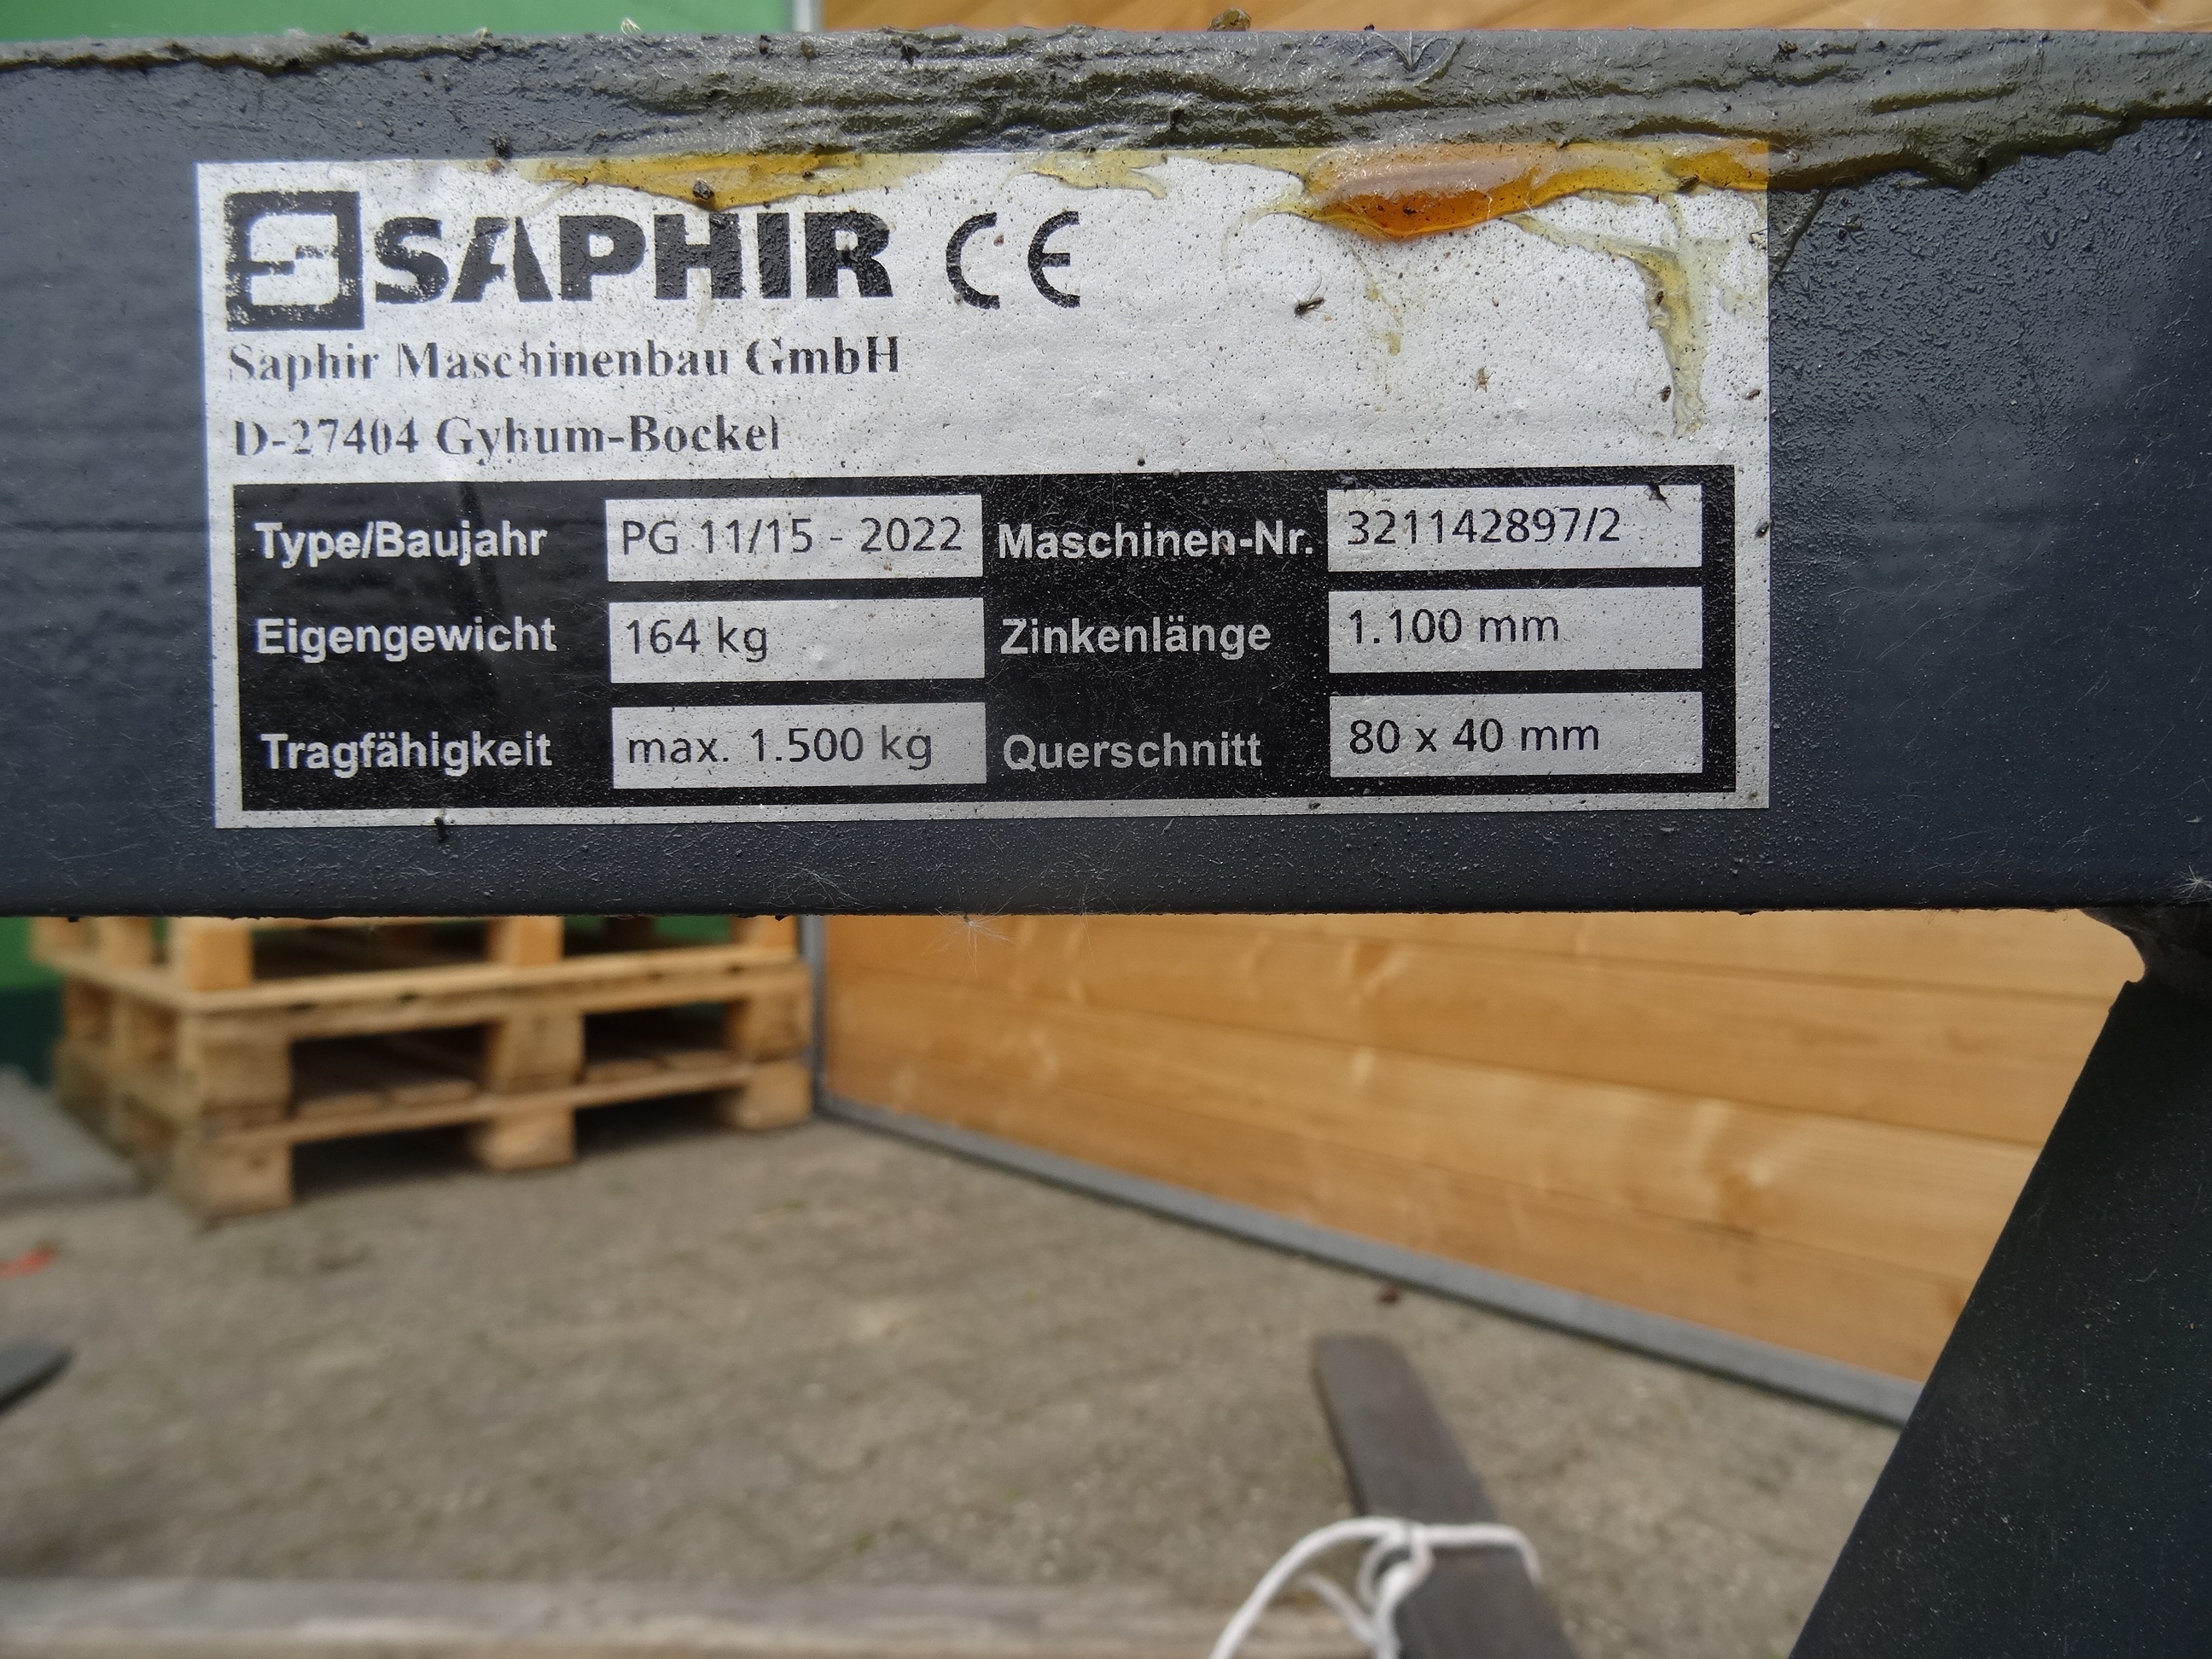 SAPHIR CE
Saphir Maschinenbau GmbH
D-27404 Gyhum-Bockel
Type/Baujahr PG 11/15 - 2022 Maschinen-Nr. 321142897/2
Eigengewicht 164 kg Zinkenlänge 1.100 mm
Tragfähigkeit max. 1.500 kg Querschnitt 80 x 40 mm